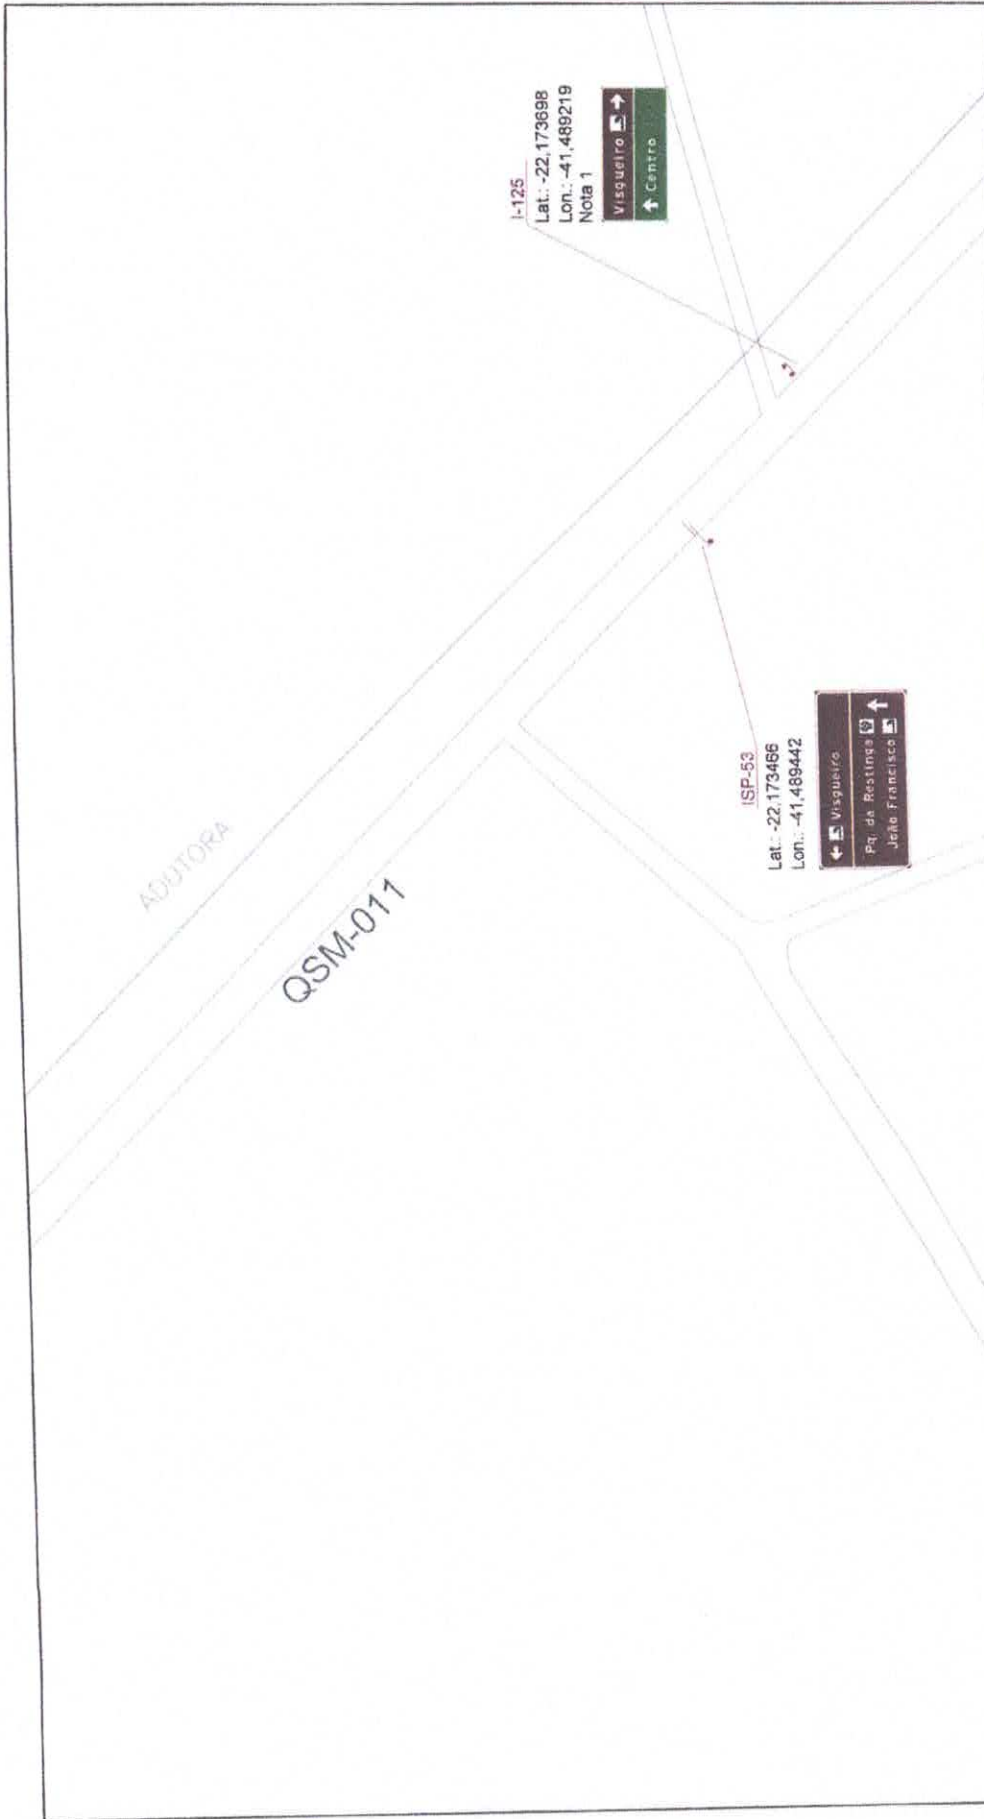 I-125
Lat.: -22,173698
Lon.: -41,489219
Nota 1
Visgueiro
Centro
ADUTORA
QSM-011
ISP-53
Lat.: -22,173466
Lon.: -41,489442
Visgueiro
Pq. da Restinga
João Francisco